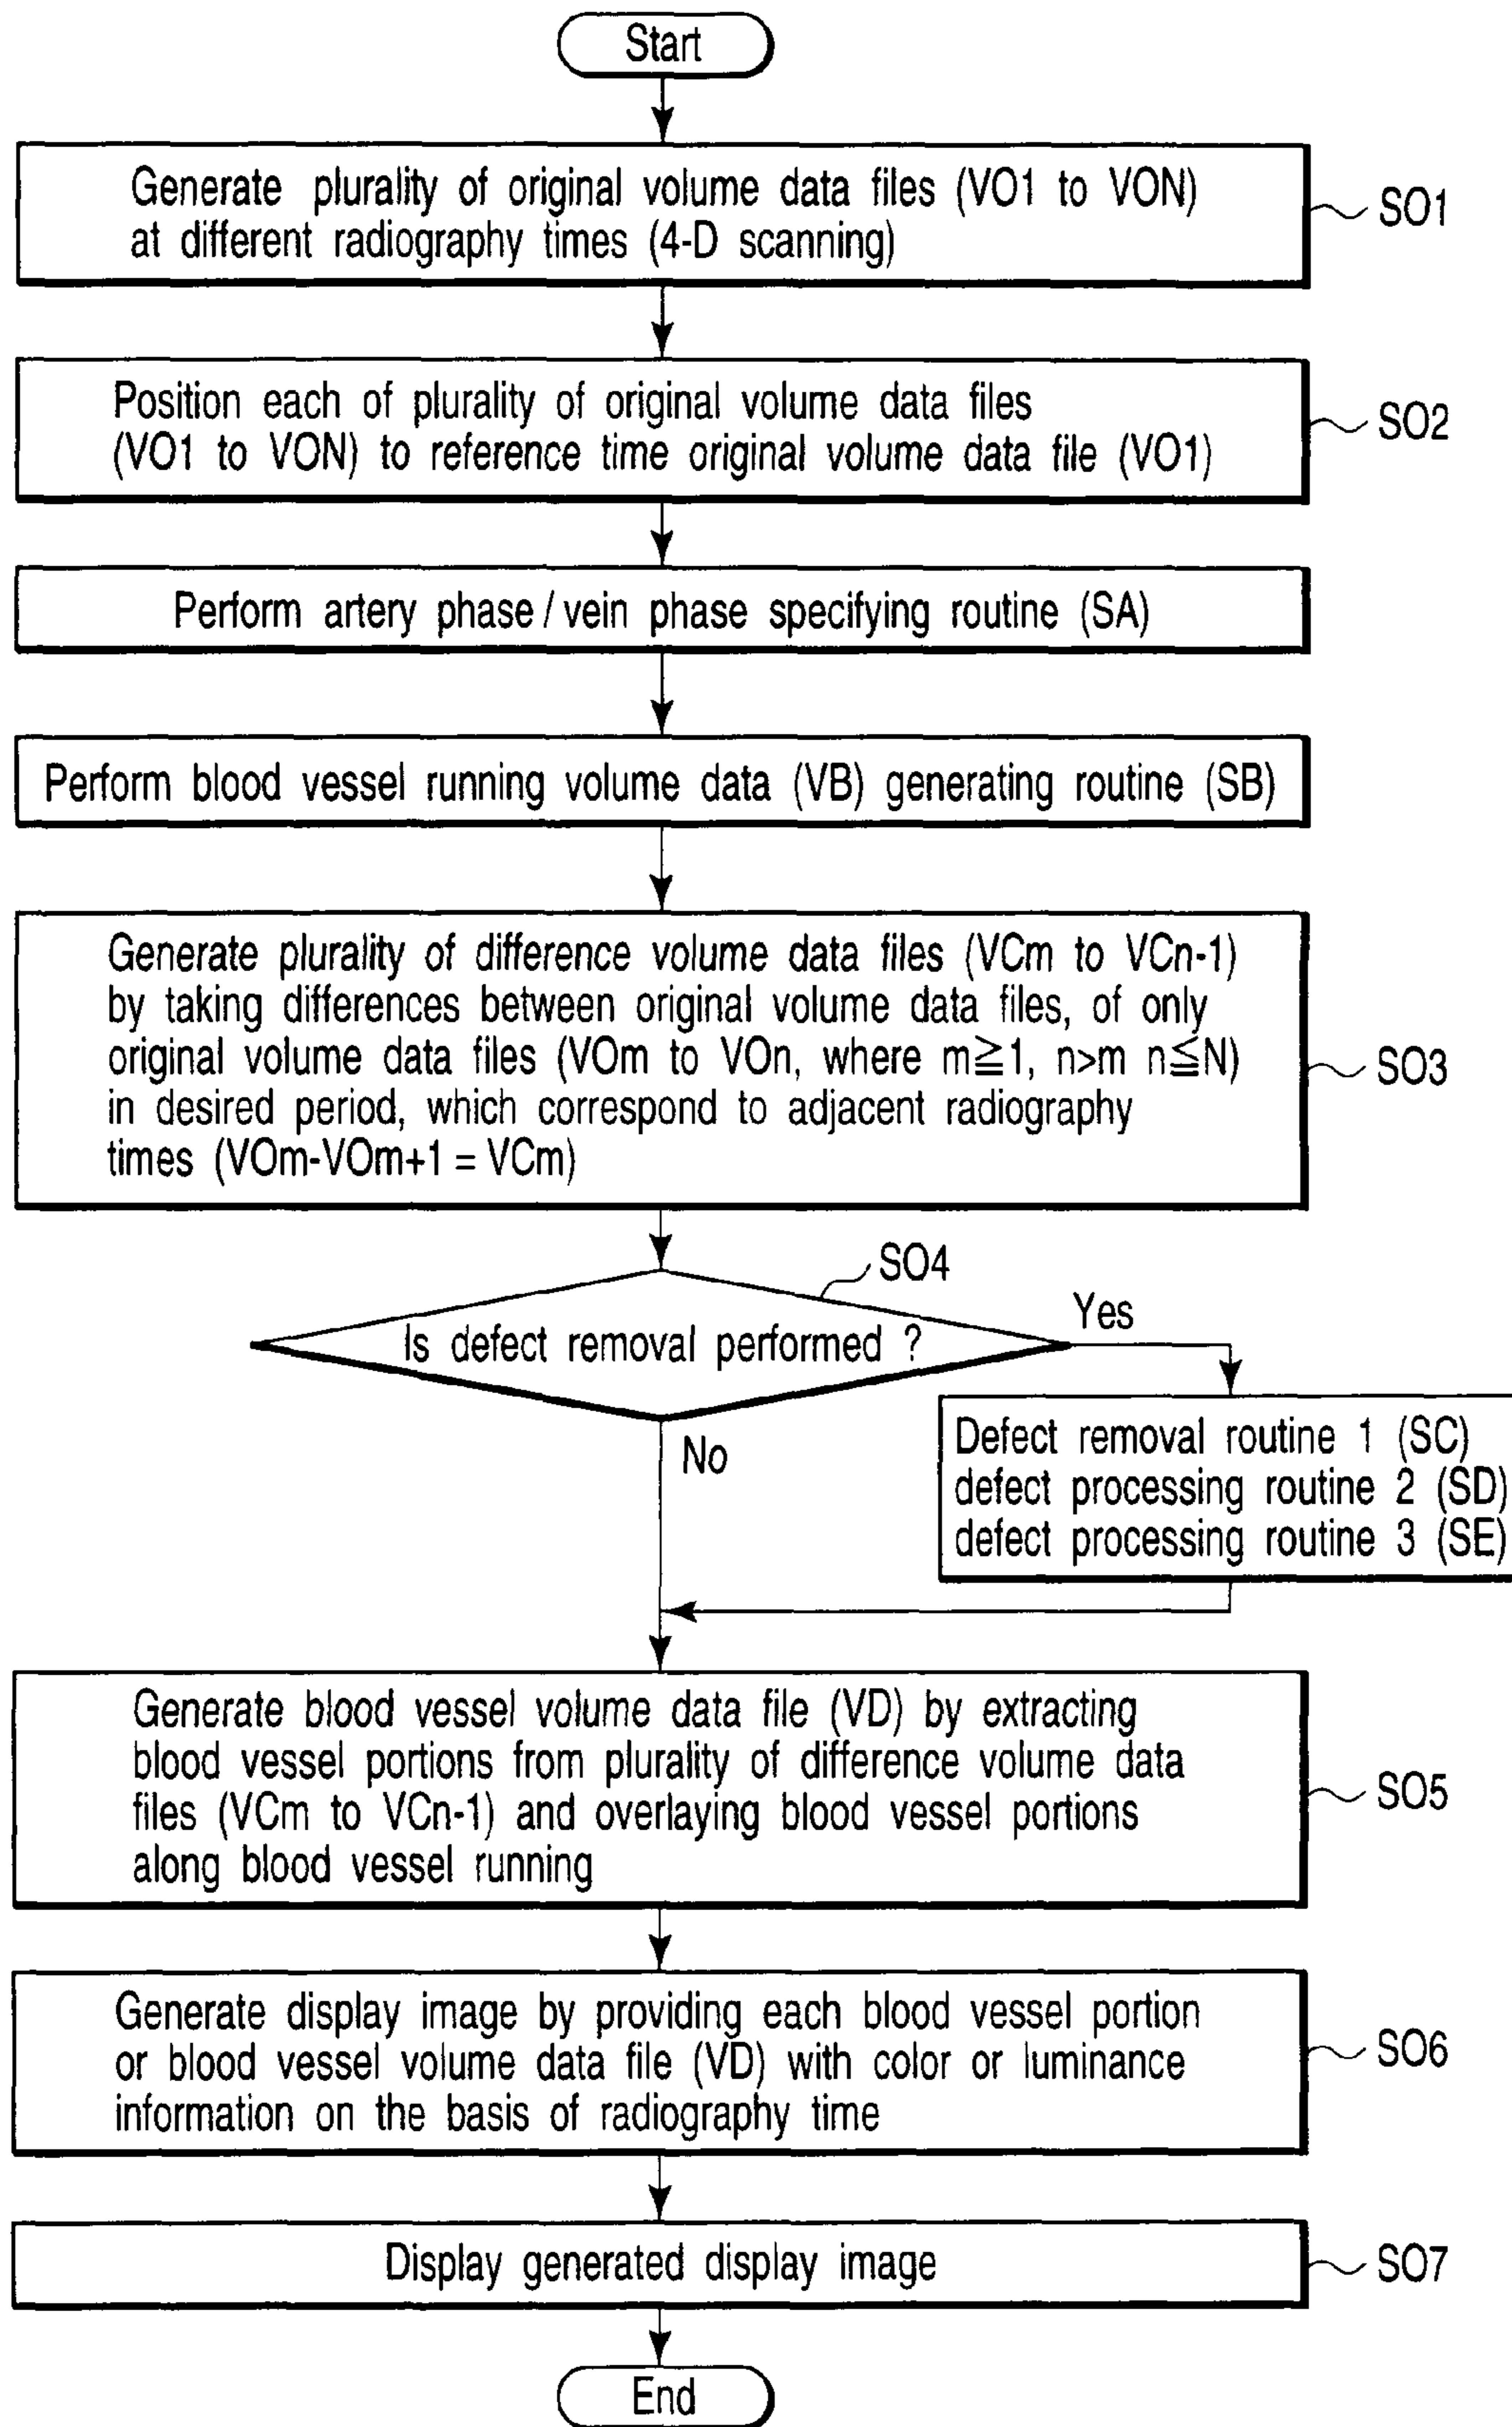 Start
Generate plurality of original volume data files (VO1 to VON)
at different radiography times (4-D scanning)
SO1
Position each of plurality of original volume data files
(VO1 to VON) to reference time original volume data file (VO1)
SO2
Perform artery phase / vein phase specifying routine (SA)
Perform blood vessel running volume data (VB) generating routine (SB)
Generate plurality of difference volume data files (VCm to VCn-1)
by taking differences between original volume data files, of only
original volume data files (VOm to VOn, where m≧1, n>m n≦N)
in desired period, which correspond to adjacent radiography
times (VOm-VOm+1 = VCm)
SO3
SO4
Is defect removal performed ?
Yes
No
Defect removal routine 1 (SC)
defect processing routine 2 (SD)
defect processing routine 3 (SE)
Generate blood vessel volume data file (VD) by extracting
blood vessel portions from plurality of difference volume data
files (VCm to VCn-1) and overlaying blood vessel portions
along blood vessel running
SO5
Generate display image by providing each blood vessel portion
or blood vessel volume data file (VD) with color or luminance
information on the basis of radiography time
SO6
Display generated display image
SO7
End